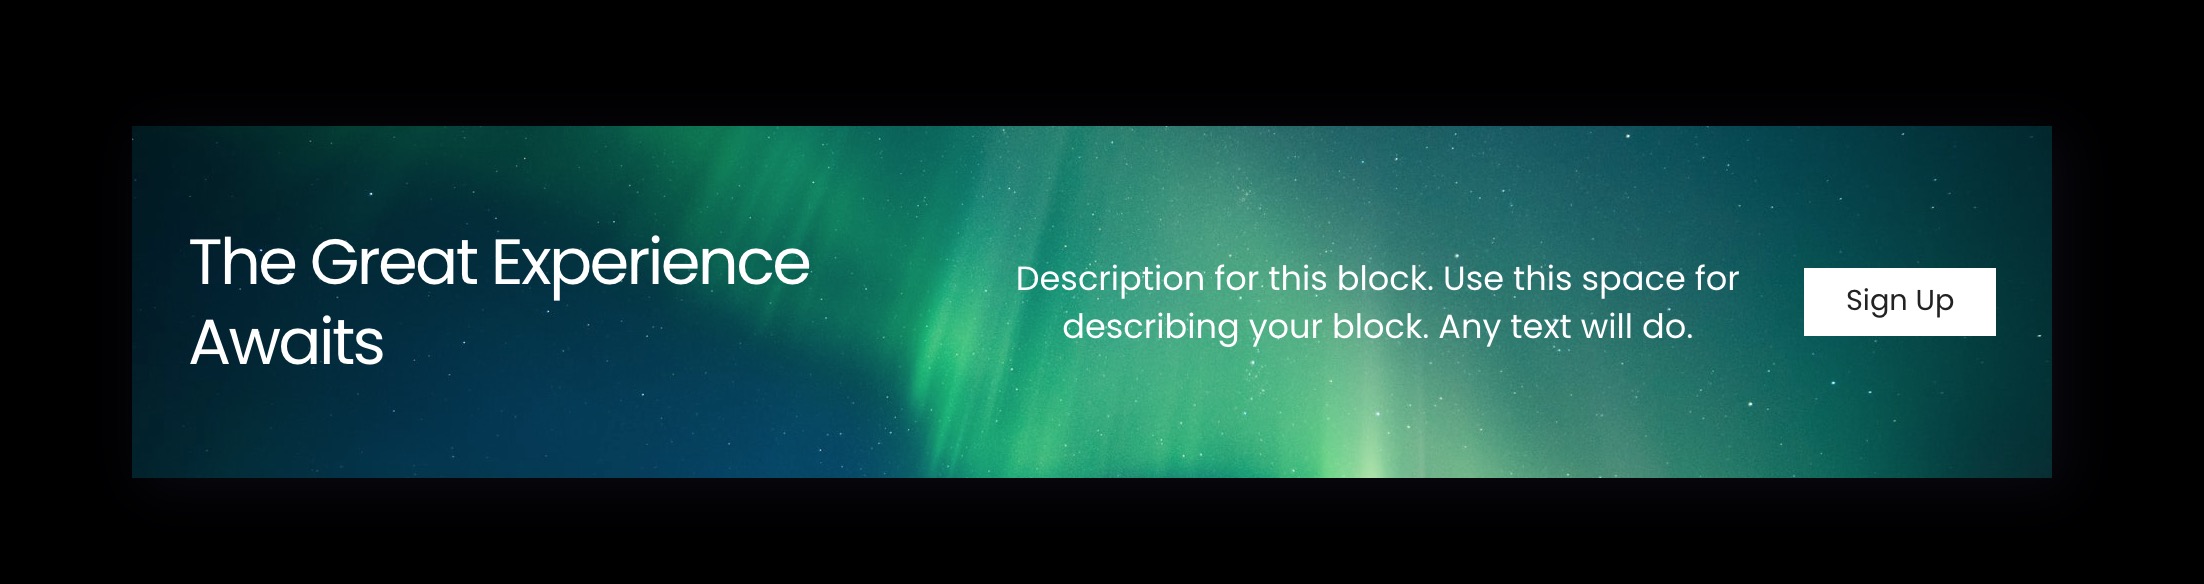 The Great Experience
Awaits
Description for this block. Use this space for
describing your block. Any text will do.
Sign Up